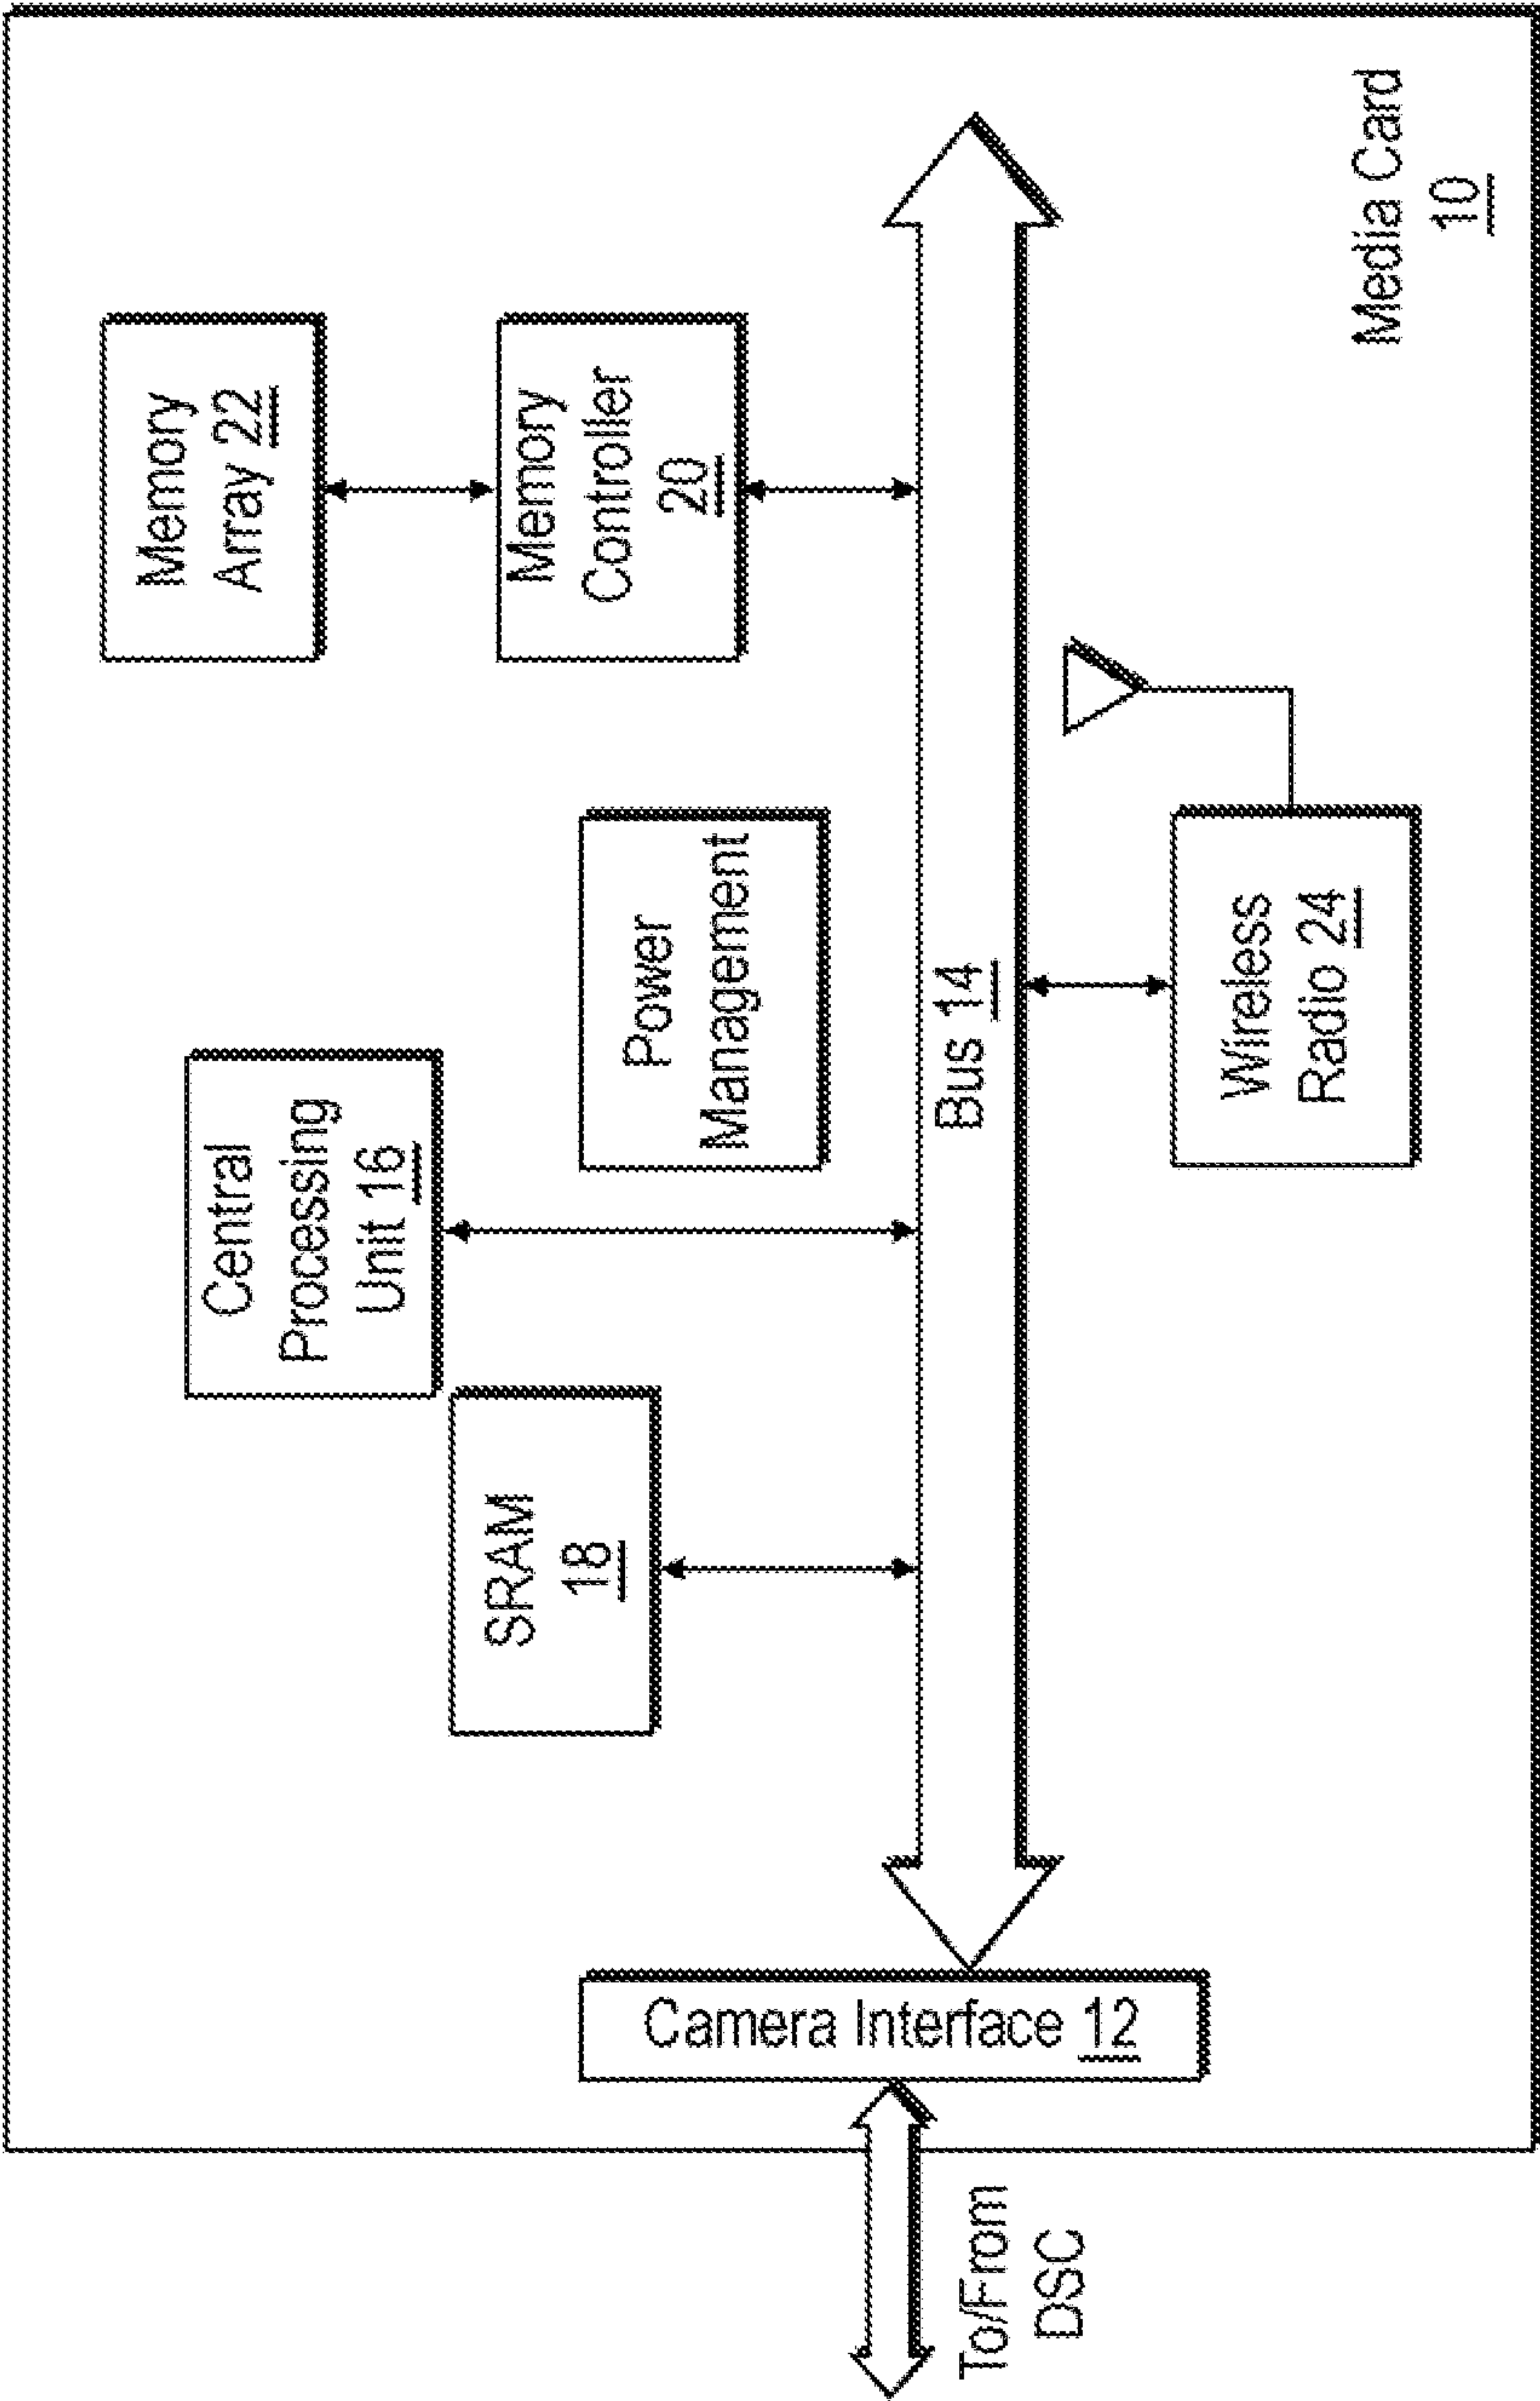 Memory
Array 22
Central
Processing
Unit 16
SRAM
18
Memory
Controller
20
Power
Management
Camera Interface 12
Bus 14
To/From
DSC
Wireless
Radio 24
Media Card
10